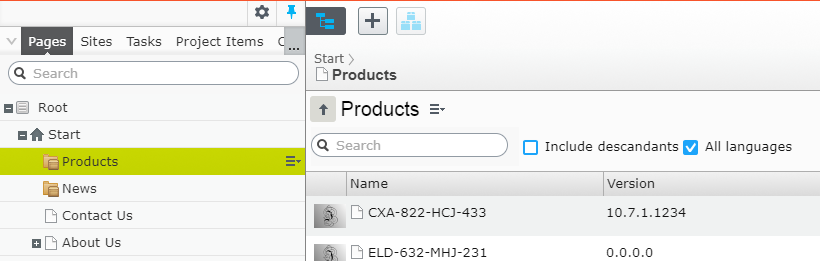 Pages Sites Tasks Project Items ...
Search
Root
Start
Products
News
Contact Us
About Us
Start
Products
Products
Search
Include descandants
All languages
Name Version
CXA-822-HCJ-433 10.7.1.1234
ELD-632-MHJ-231 0.0.0.0